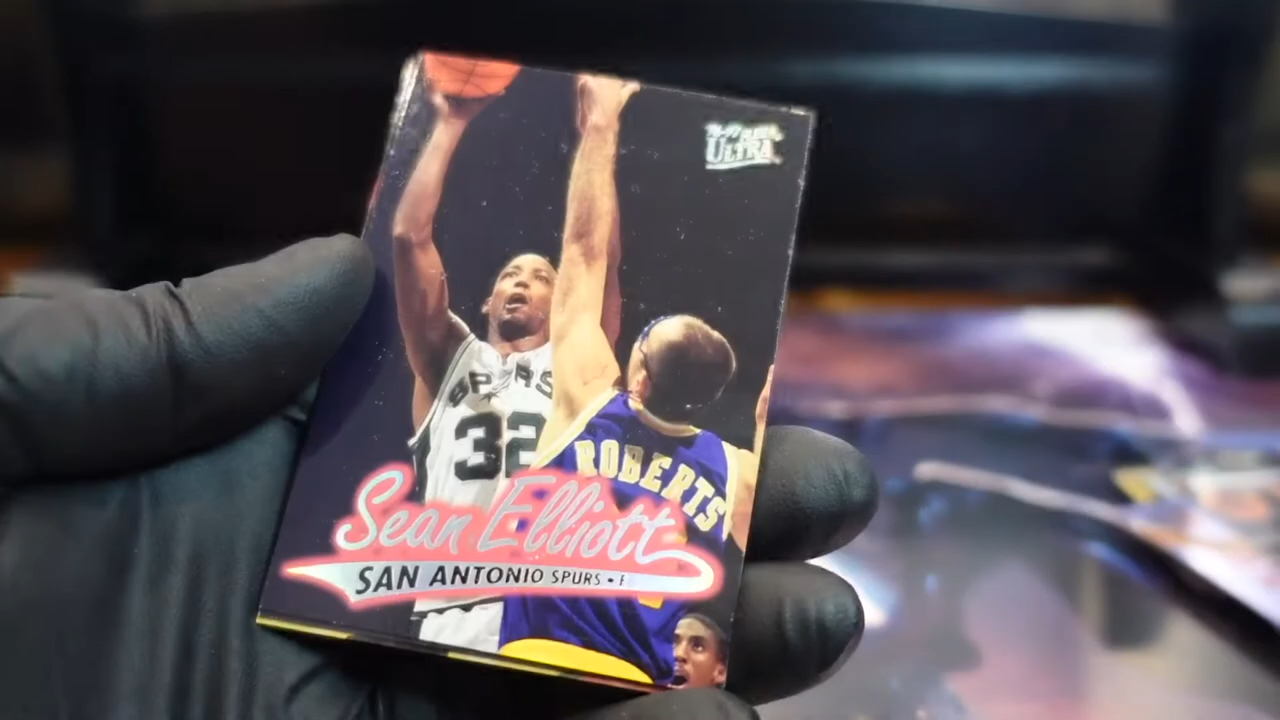 ULTRA
SPURS
32
ROBERTS
Sean Elliott
SAN ANTONIO SPURS • F